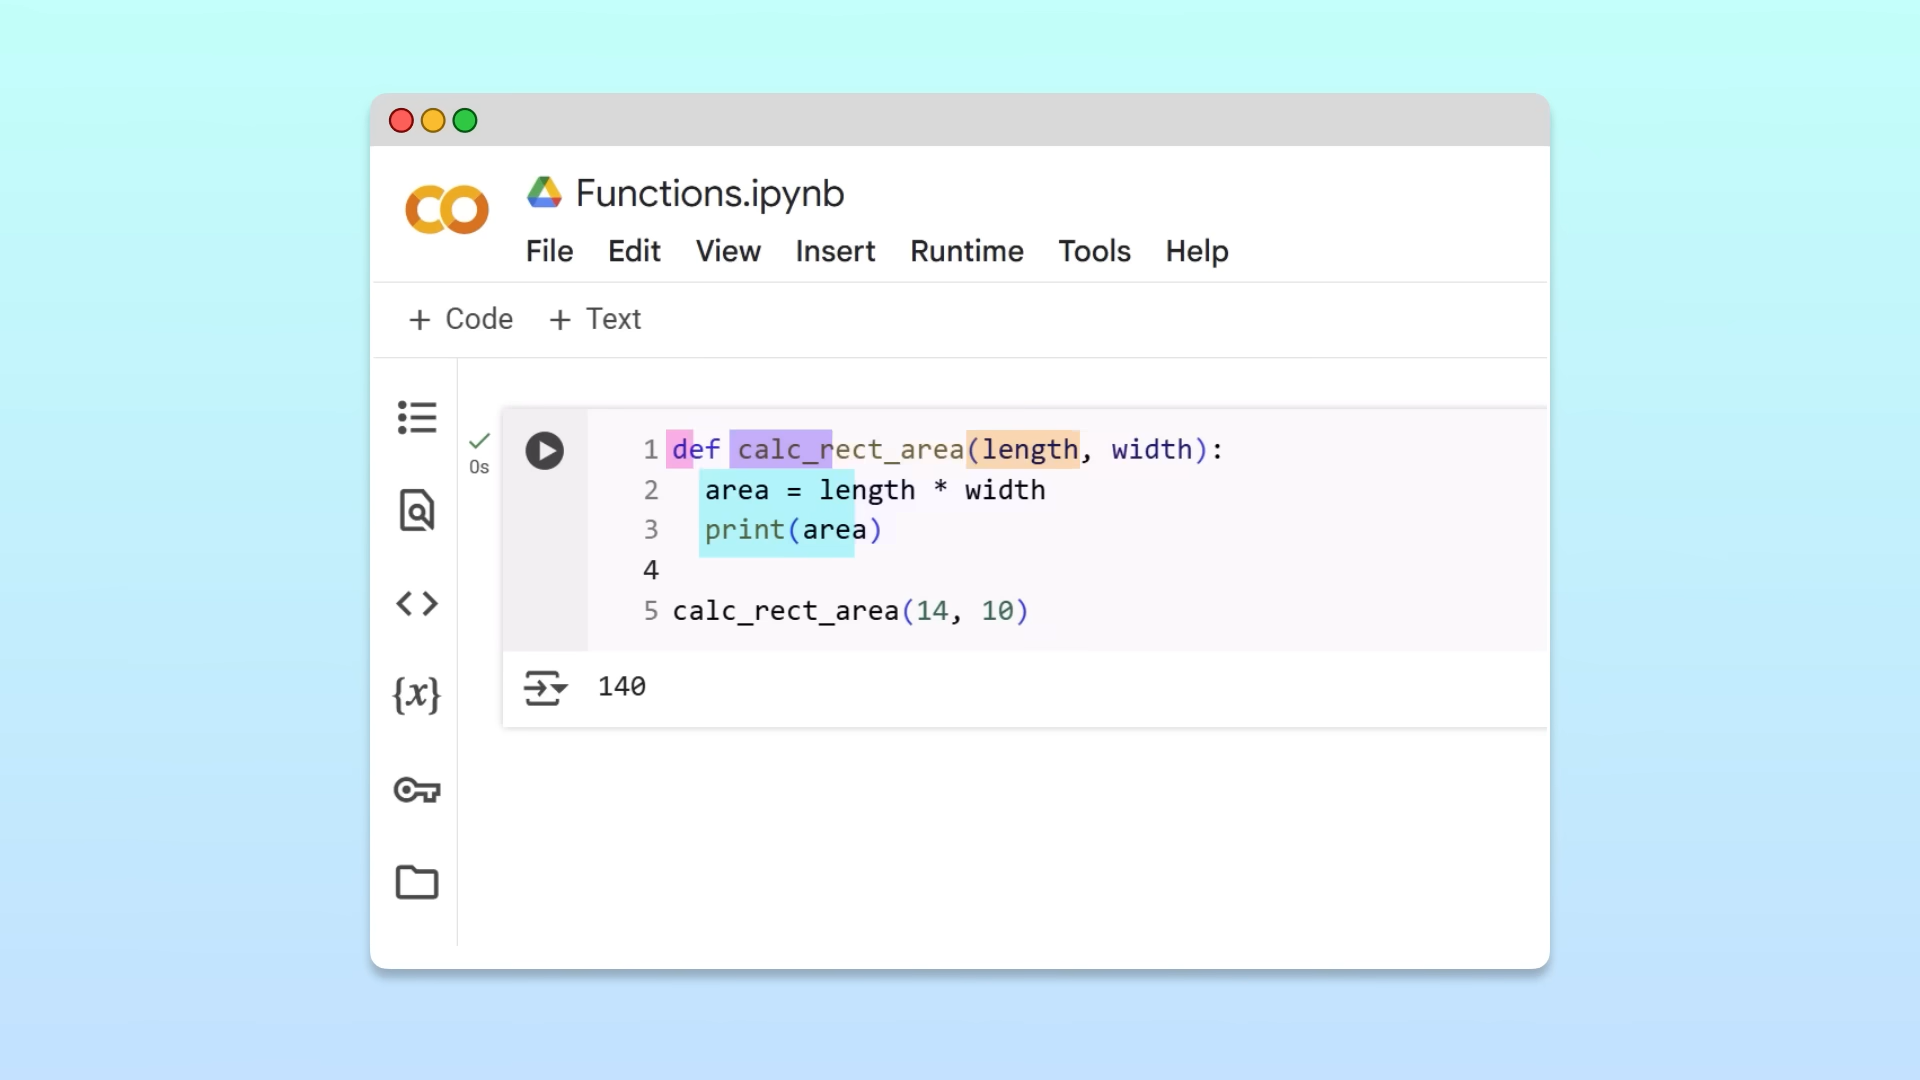 Functions.ipynb
File Edit View Insert Runtime Tools Help
+ Code + Text
0s
1 def calc_rect_area(length, width):
2 area = length * width
3 print(area)
4
5 calc_rect_area(14, 10)
{x}
140